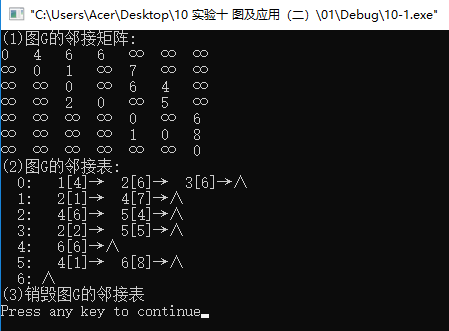 "C:\Users\Acer\Desktop\10 实验十 图及应用（二）\01\Debug\10-1.exe"
(1)图G的邻接矩阵:
0 4 6 6 ∞ ∞ ∞
∞ 0 1 ∞ 7 ∞ ∞
∞ ∞ 0 ∞ 6 4 ∞
∞ ∞ 2 0 ∞ 5 ∞
∞ ∞ ∞ ∞ 0 ∞ 6
∞ ∞ ∞ ∞ 1 0 8
∞ ∞ ∞ ∞ ∞ ∞ 0
(2)图G的邻接表:
0: 1[4]→ 2[6]→ 3[6]→∧
1: 2[1]→ 4[7]→∧
2: 4[6]→ 5[4]→∧
3: 2[2]→ 5[5]→∧
4: 6[6]→∧
5: 4[1]→ 6[8]→∧
6: ∧
(3)销毁图G的邻接表
Press any key to continue